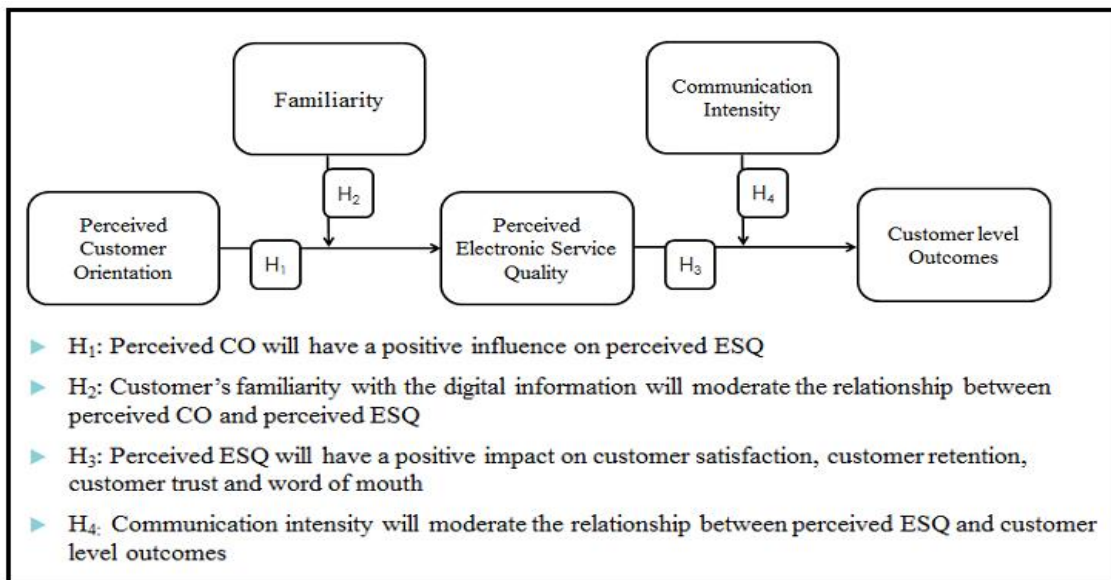 Familiarity
Communication
Intensity
H₂
H₄
Perceived
Customer
Orientation
H₁
Perceived
Electronic Service
Quality
H₃
Customer level
Outcomes
H₁: Perceived CO will have a positive influence on perceived ESQ
H₂: Customer's familiarity with the digital information will moderate the relationship between
perceived CO and perceived ESQ
H₃: Perceived ESQ will have a positive impact on customer satisfaction, customer retention,
customer trust and word of mouth
H₄: Communication intensity will moderate the relationship between perceived ESQ and customer
level outcomes